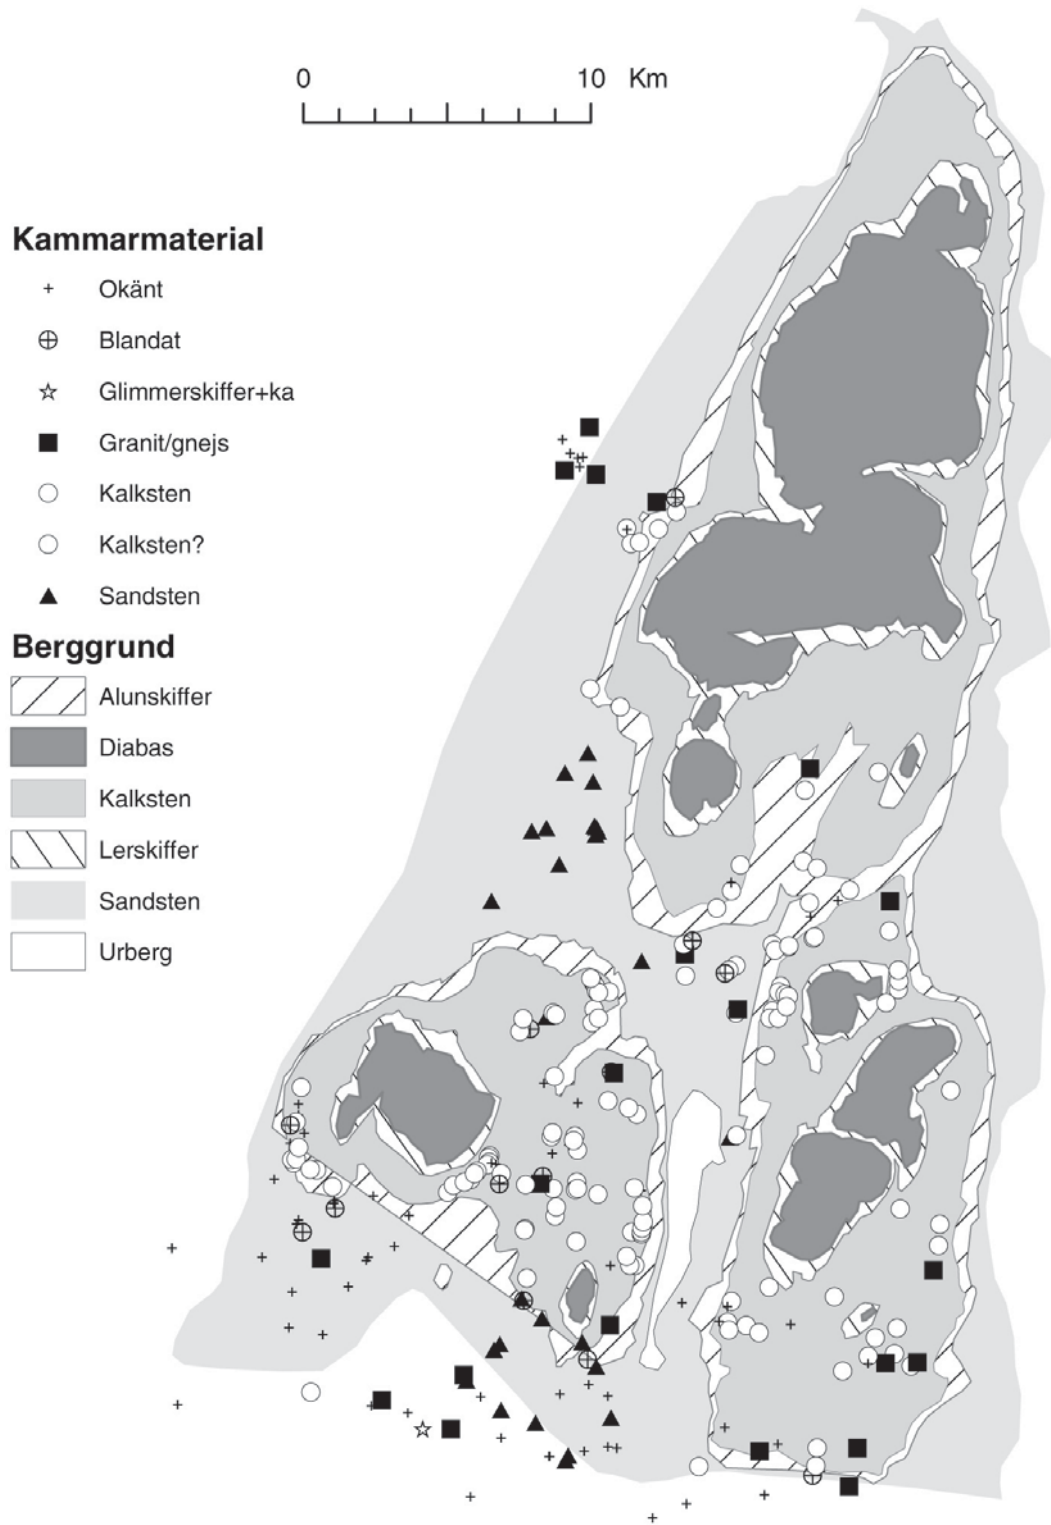 0 10 Km
Kammarmaterial
Okänt
Blandat
Glimmerskiffer+ka
Granit/gnejs
Kalksten
Kalksten?
Sandsten
Berggrund
Alunskiffer
Diabas
Kalksten
Lerskiffer
Sandsten
Urberg